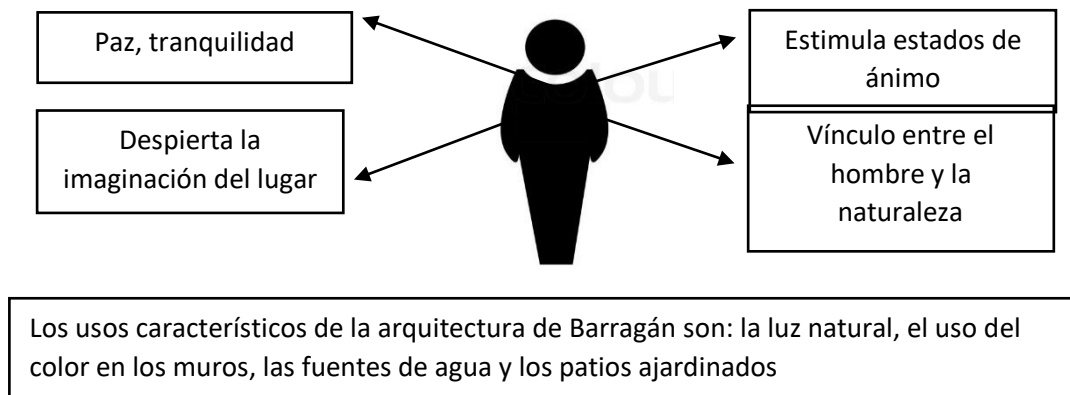 Paz, tranquilidad
Despierta la
imaginación del lugar
Estimula estados de
ánimo
Vínculo entre el
hombre y la
naturaleza
Los usos característicos de la arquitectura de Barragán son: la luz natural, el uso del
color en los muros, las fuentes de agua y los patios ajardinados